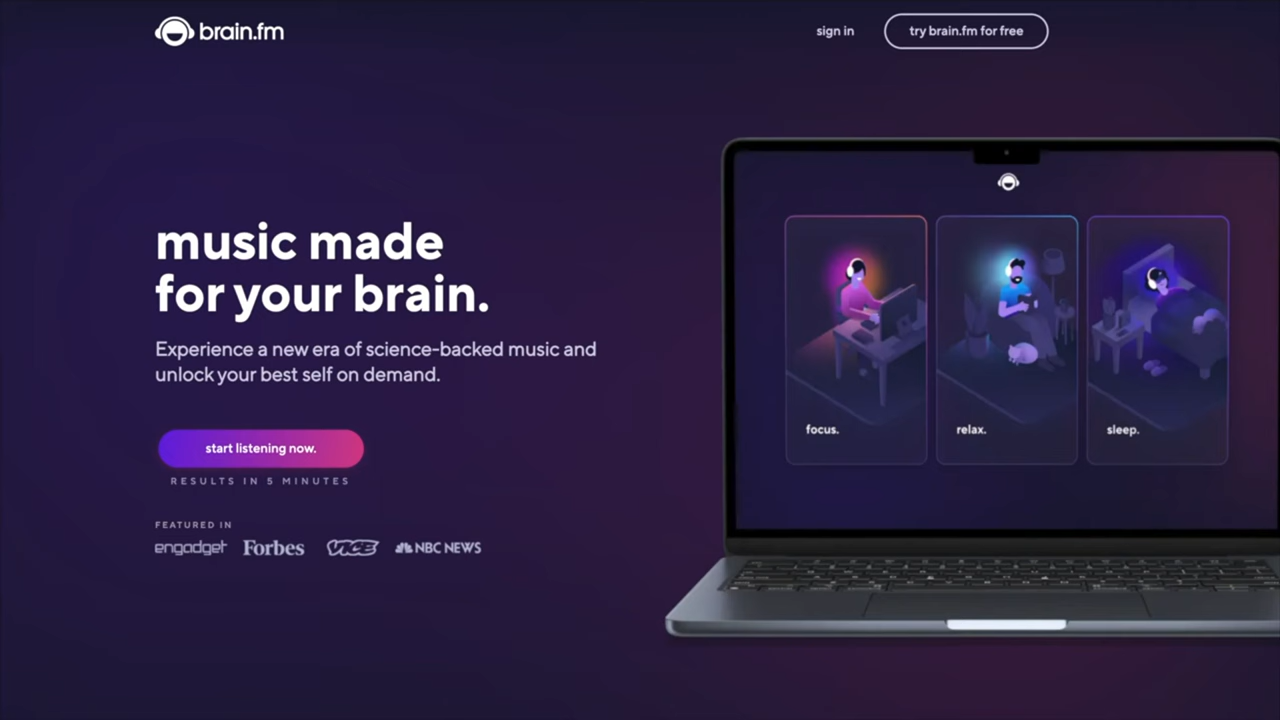 brain.fm
sign in
try brain.fm for free
music made
for your brain.
Experience a new era of science-backed music and
unlock your best self on demand.
start listening now.
RESULTS IN 5 MINUTES
FEATURED IN
engadget Forbes VICE NBC NEWS
focus.
relax.
sleep.